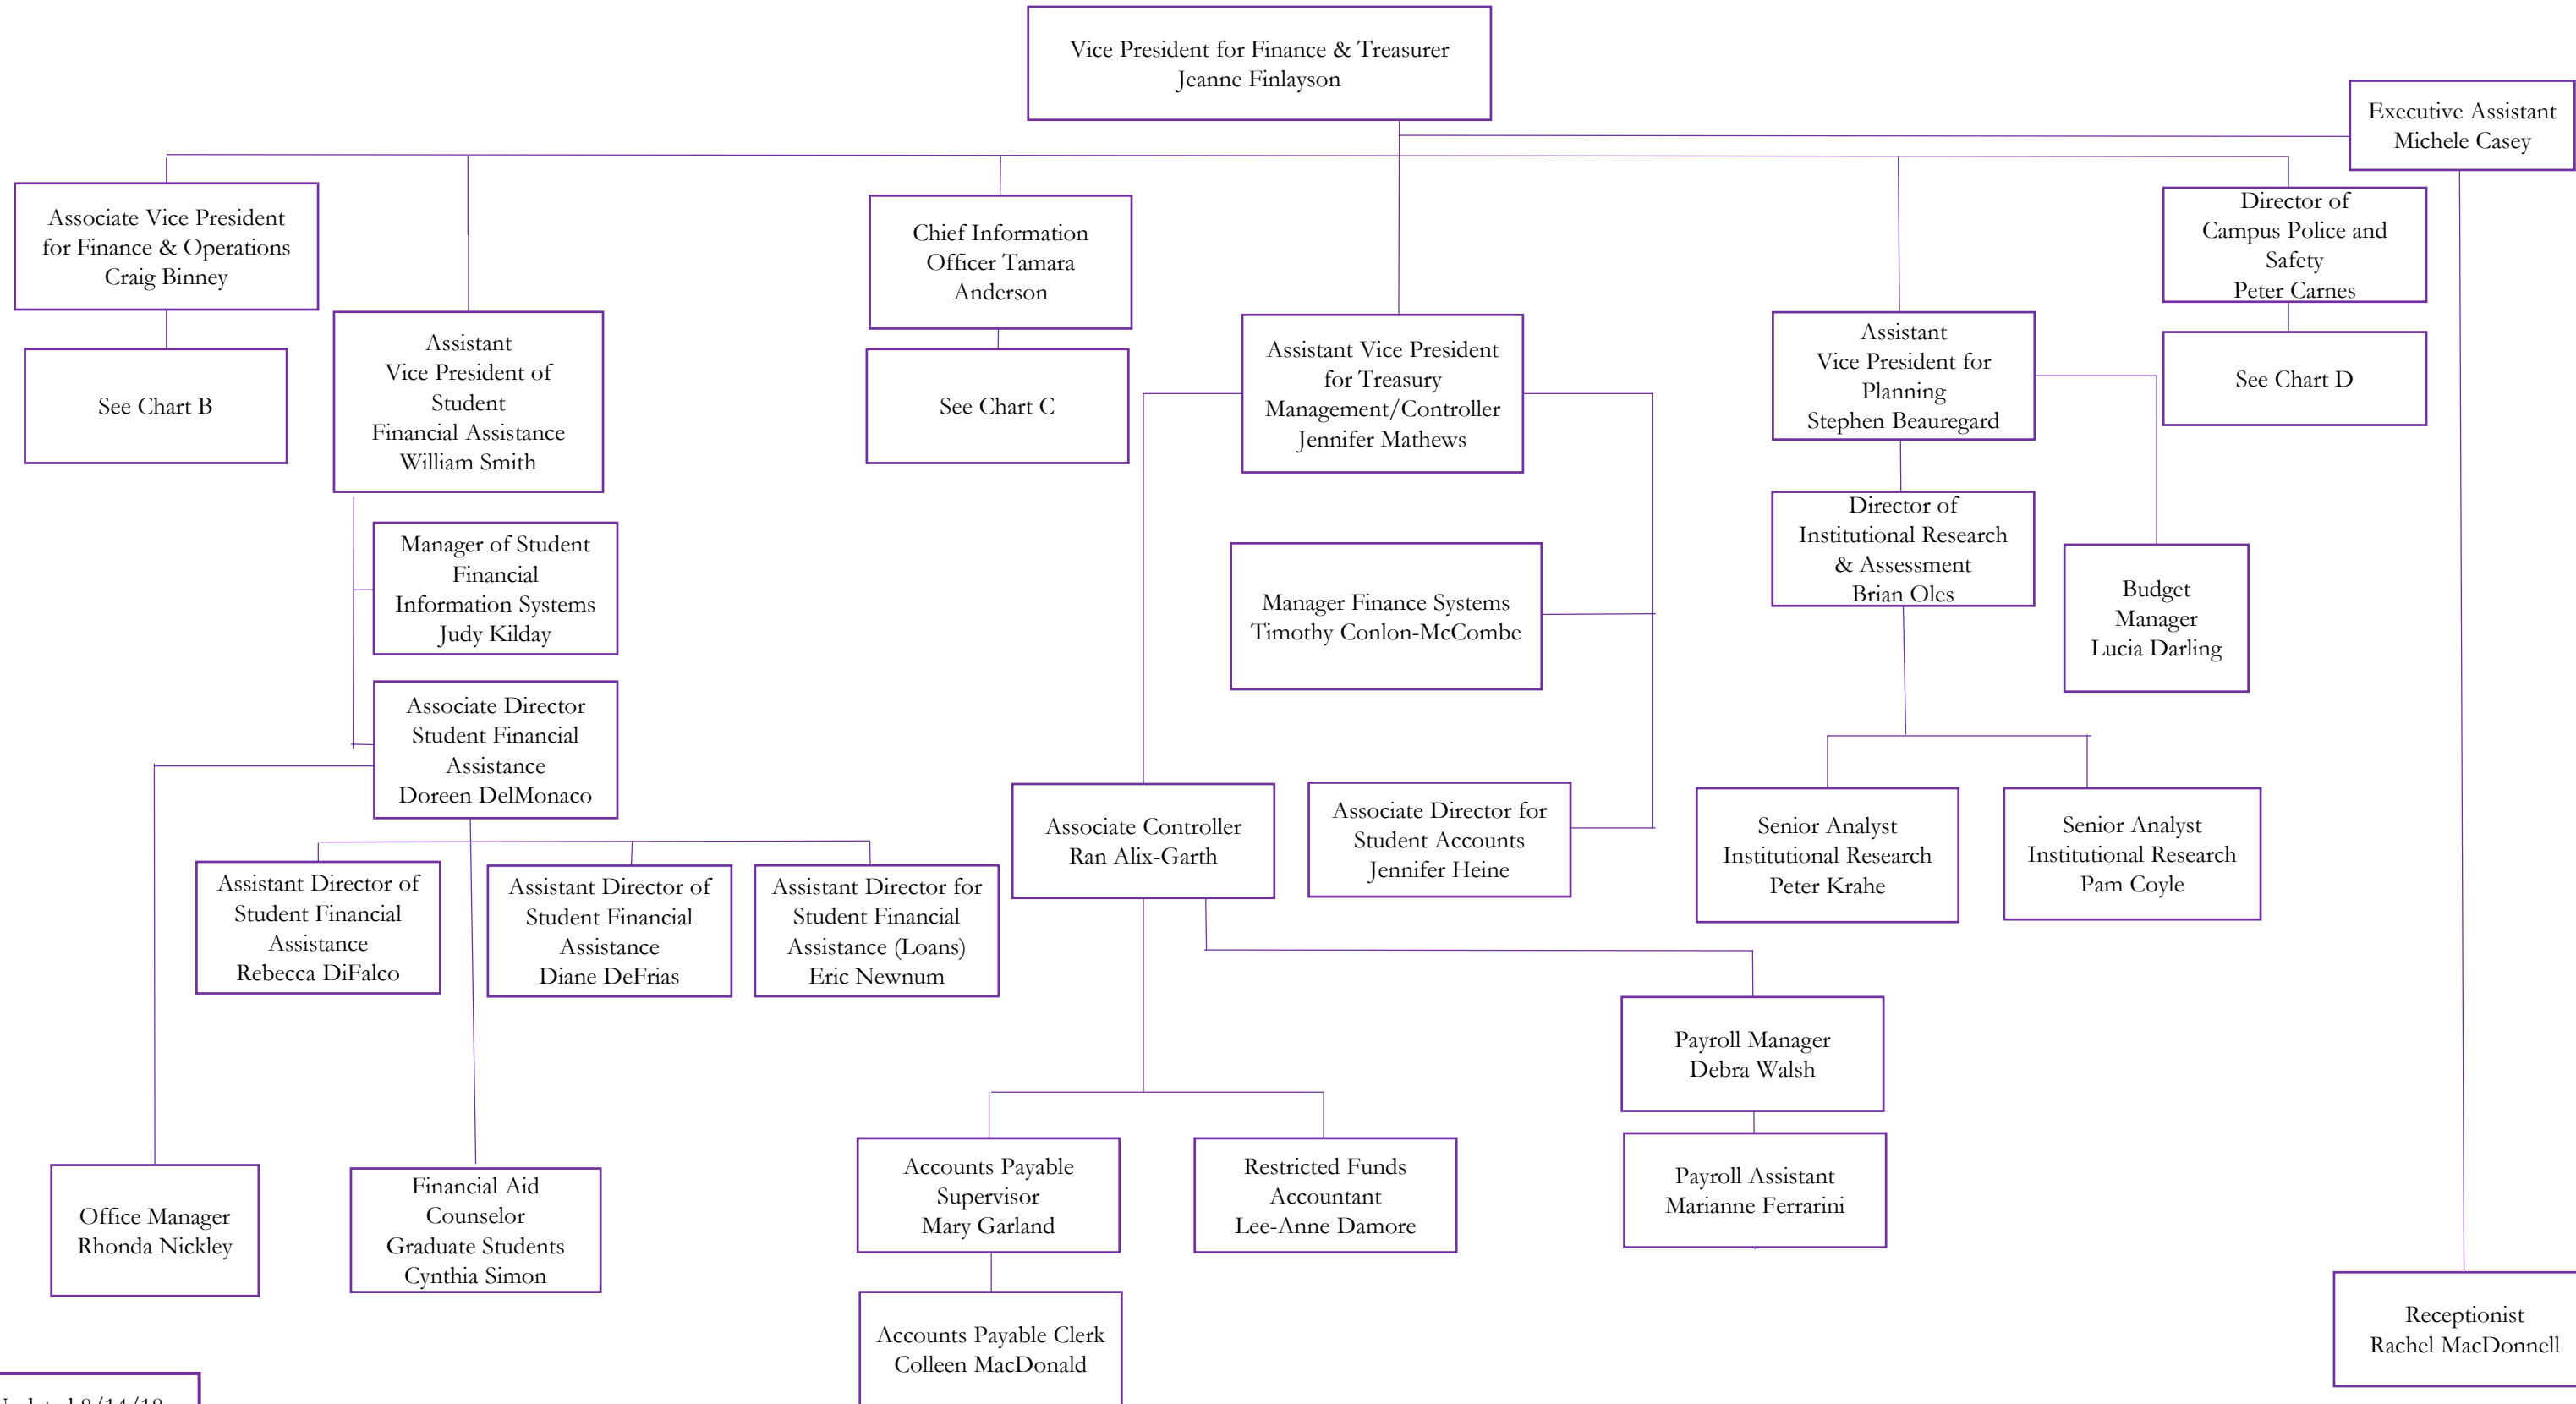 Vice President for Finance & Treasurer
Jeanne Finlayson
Executive Assistant
Michele Casey
Associate Vice President
for Finance & Operations
Craig Binney
See Chart B
Assistant
Vice President of
Student
Financial Assistance
William Smith
Chief Information
Officer Tamara
Anderson
See Chart C
Assistant Vice President
for Treasury
Management/Controller
Jennifer Mathews
Assistant
Vice President for
Planning
Stephen Beauregard
Director of
Campus Police and
Safety
Peter Carnes
See Chart D
Manager of Student
Financial
Information Systems
Judy Kilday
Manager Finance Systems
Timothy Conlon-McCombe
Director of
Institutional Research
& Assessment
Brian Oles
Budget
Manager
Lucia Darling
Associate Director
Student Financial
Assistance
Doreen DelMonaco
Associate Controller
Ran Alix-Garth
Associate Director for
Student Accounts
Jennifer Heine
Senior Analyst
Institutional Research
Peter Krahe
Senior Analyst
Institutional Research
Pam Coyle
Assistant Director of
Student Financial
Assistance
Rebecca DiFalco
Assistant Director of
Student Financial
Assistance
Diane DeFrias
Assistant Director for
Student Financial
Assistance (Loans)
Eric Newnum
Payroll Manager
Debra Walsh
Payroll Assistant
Marianne Ferrarini
Office Manager
Rhonda Nickley
Financial Aid
Counselor
Graduate Students
Cynthia Simon
Accounts Payable
Supervisor
Mary Garland
Restricted Funds
Accountant
Lee-Anne Damore
Accounts Payable Clerk
Colleen MacDonald
Receptionist
Rachel MacDonnell
Updated 8/14/18